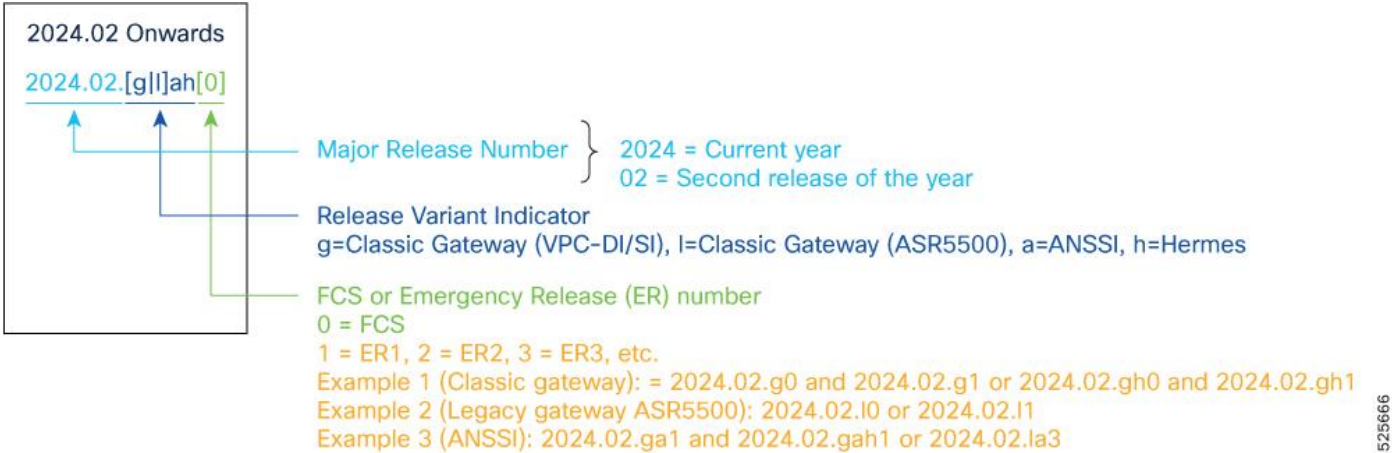 2024.02 Onwards
2024.02.[g|l]ah[0]
Major Release Number
2024 = Current year
02 = Second release of the year
Release Variant Indicator
g=Classic Gateway (VPC-DI/SI), l=Classic Gateway (ASR5500), a=ANSSI, h=Hermes
FCS or Emergency Release (ER) number
0 = FCS
1 = ER1, 2 = ER2, 3 = ER3, etc.
Example 1 (Classic gateway): = 2024.02.g0 and 2024.02.g1 or 2024.02.gh0 and 2024.02.gh1
Example 2 (Legacy gateway ASR5500): 2024.02.l0 or 2024.02.l1
Example 3 (ANSSI): 2024.02.ga1 and 2024.02.gah1 or 2024.02.la3
525666